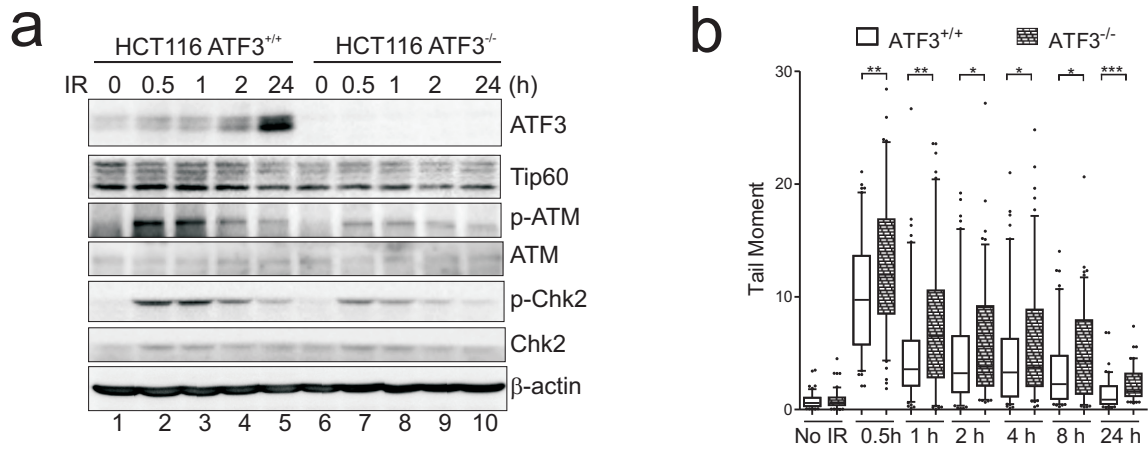 a
HCT116 ATF3+/+ HCT116 ATF3-/-
IR 0 0.5 1 2 24 0 0.5 1 2 24 (h)
ATF3
Tip60
p-ATM
ATM
p-Chk2
Chk2
β-actin
1 2 3 4 5 6 7 8 9 10
b
ATF3+/+ ATF3-/-
** ** * * * ***
30
20
10
0
Tail Moment
No IR 0.5h 1 h 2 h 4 h 8 h 24 h